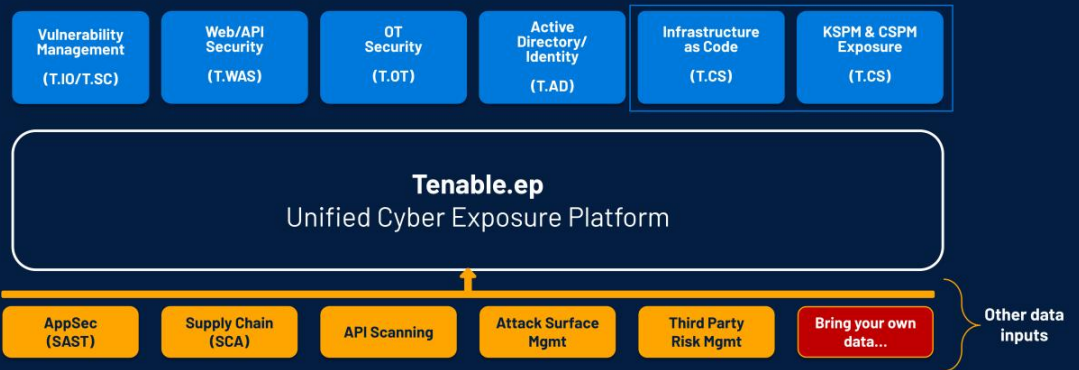 Vulnerability
Management
(T.IO/T.SC)
Web/API
Security
(T.WAS)
OT
Security
(T.OT)
Active
Directory/
Identity
(T.AD)
Infrastructure
as Code
(T.CS)
KSPM & CSPM
Exposure
(T.CS)
Tenable.ep
Unified Cyber Exposure Platform
AppSec
(SAST)
Supply Chain
(SCA)
API Scanning
Attack Surface
Mgmt
Third Party
Risk Mgmt
Bring your own
data...
Other data
inputs